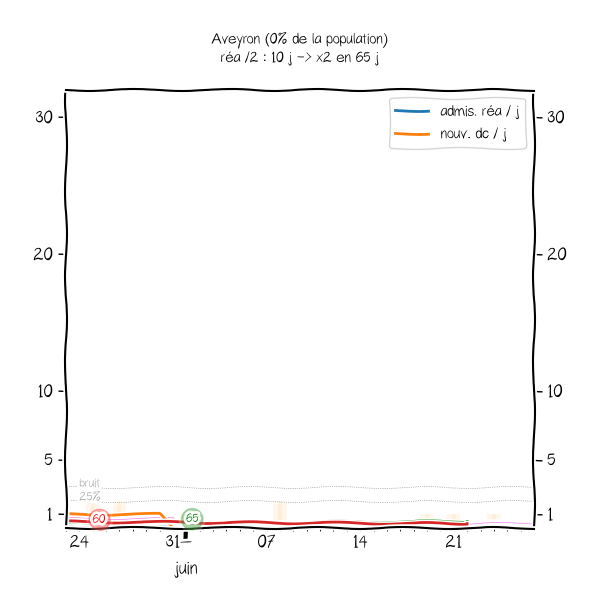 Aveyron (0% de la population)
réa /2 : 10 j -> x2 en 65 j
admis. réa / j
nouv. dc / j
30 30
20 20
10 10
5 5
bruit
25%
1 60 65 1
24 31 07 14 21
juin